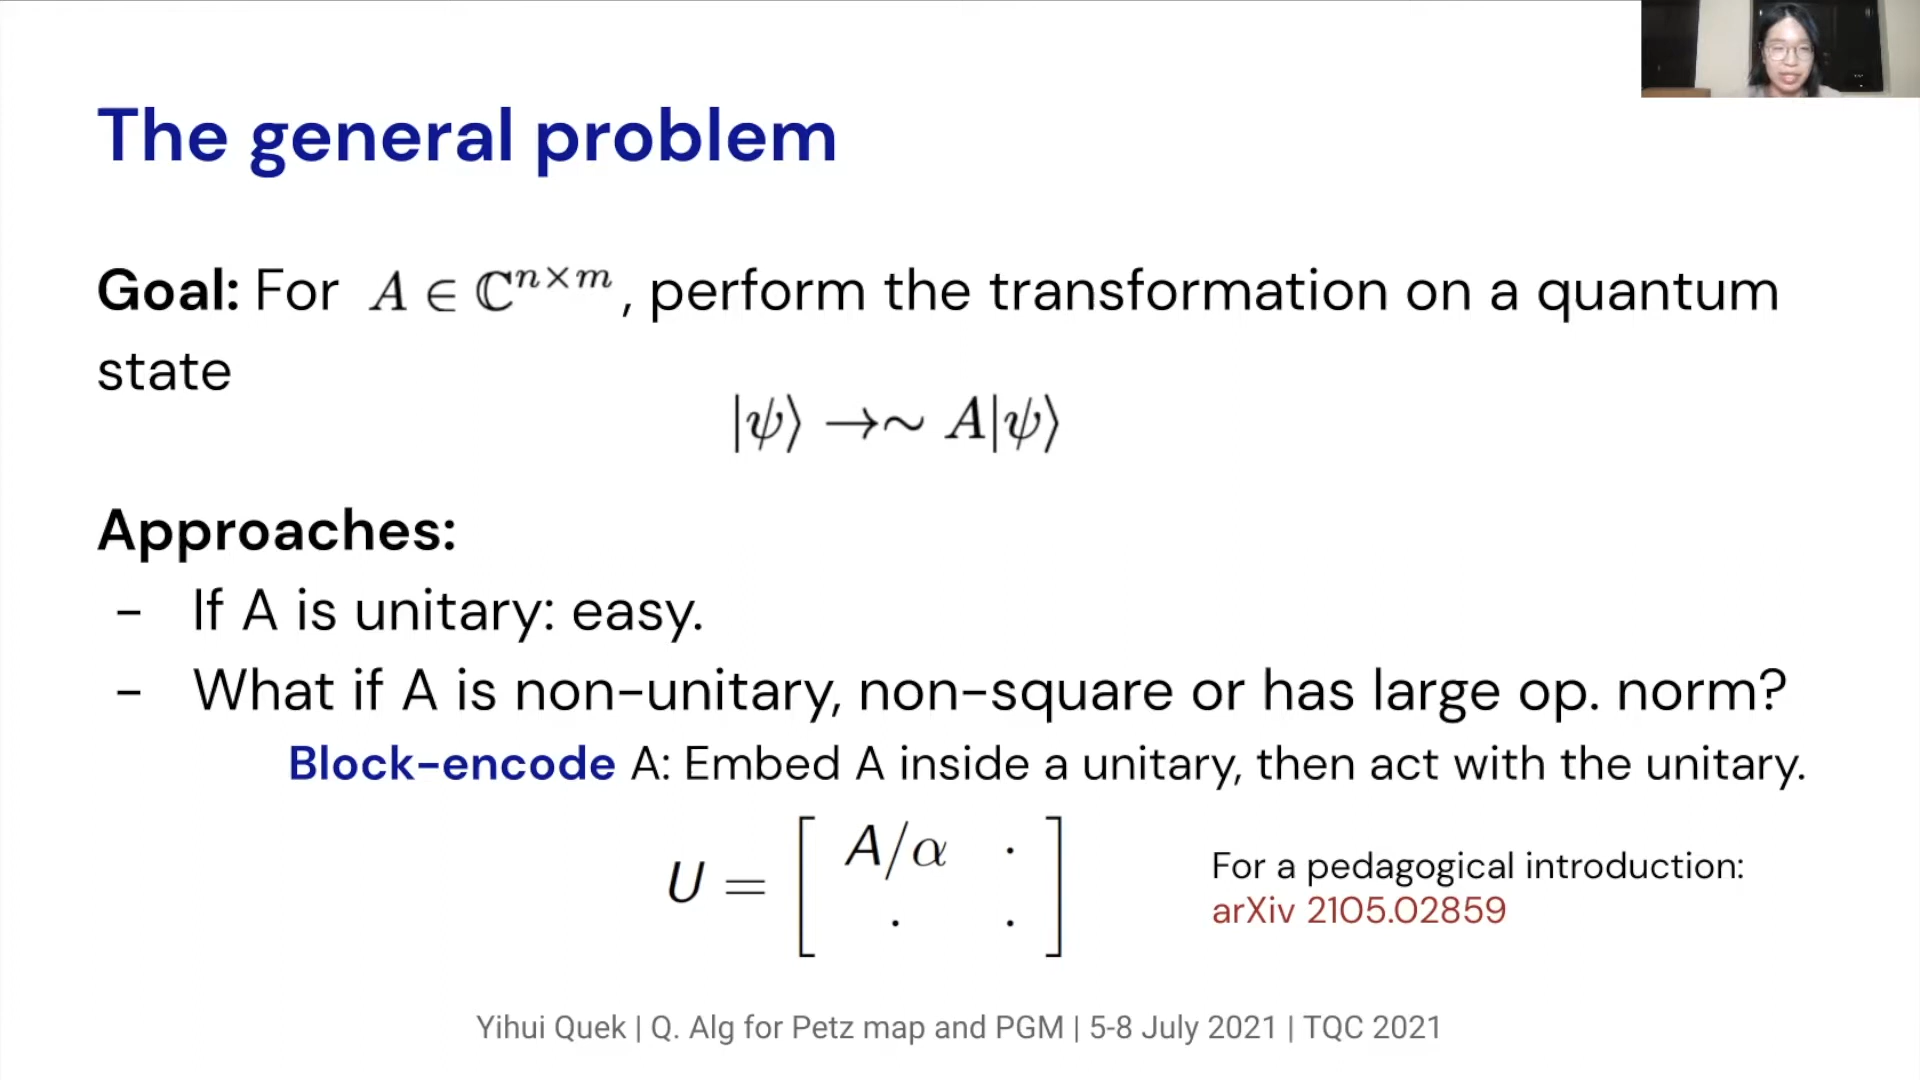 The general problem
Goal: For A ∈ ℂ^{n×m}, perform the transformation on a quantum
state
|ψ⟩ →∼ A|ψ⟩
Approaches:
- If A is unitary: easy.
- What if A is non-unitary, non-square or has large op. norm?
Block-encode A: Embed A inside a unitary, then act with the unitary.
U = [ A/α · ; · · ]
For a pedagogical introduction:
arXiv 2105.02859
Yihui Quek | Q. Alg for Petz map and PGM | 5-8 July 2021 | TQC 2021